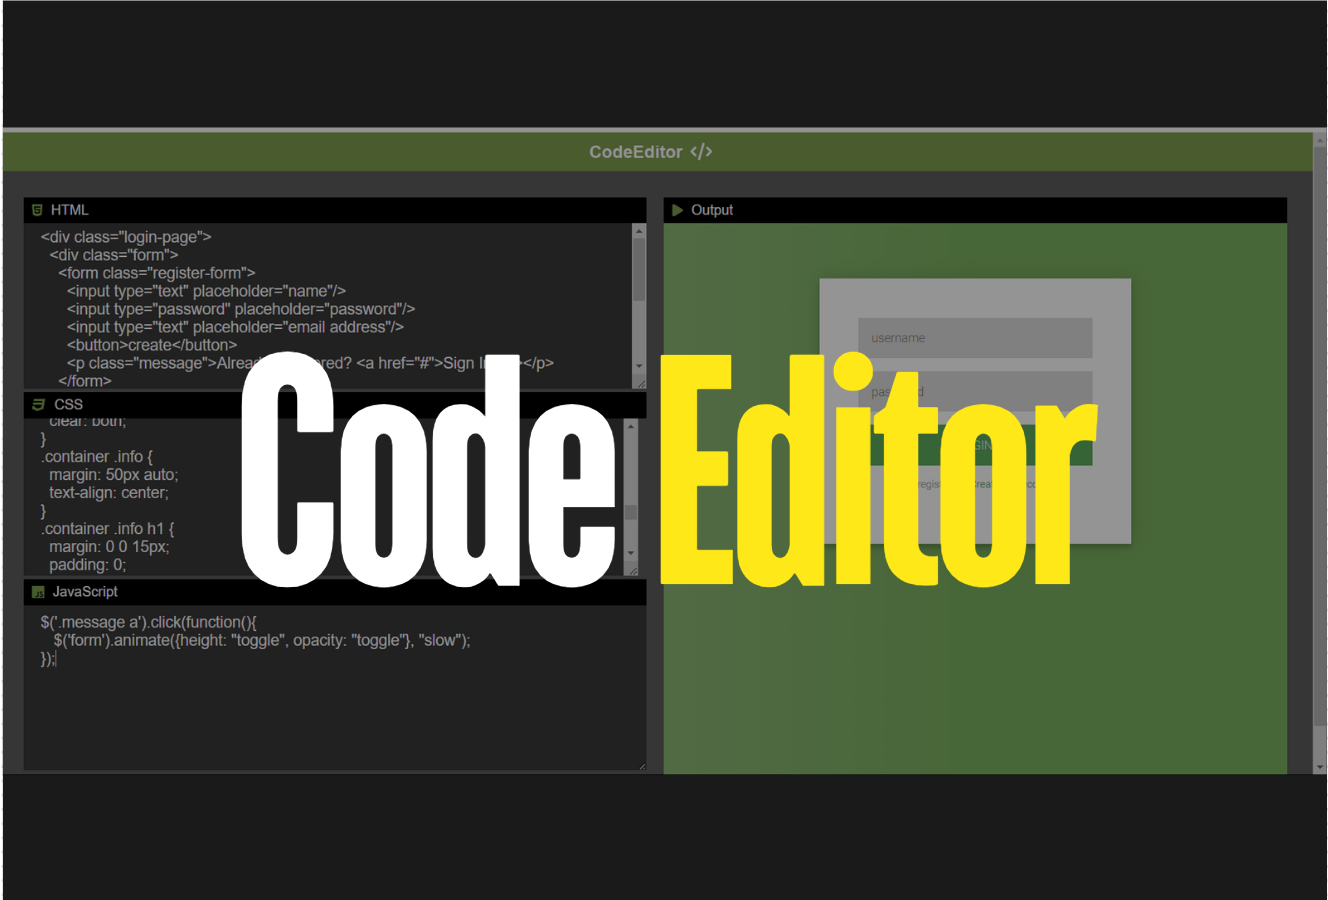 CodeEditor </>
HTML
<div class="login-page">
<div class="form">
<form class="register-form">
<input type="text" placeholder="name"/>
<input type="password" placeholder="password"/>
<input type="text" placeholder="email address"/>
<button>create</button>
<p class="message"> <a href="#">Sign </p>
</form>
CSS
clear: both;
}
.container .info {
margin: 50px auto;
text-align: center;
}
.container .info h1 {
margin: 0 0 15px;
padding: 0;
JavaScript
$('.message a').click(function(){
$('form').animate({height: "toggle", opacity: "toggle"}, "slow");
});
Output
username
Code Editor